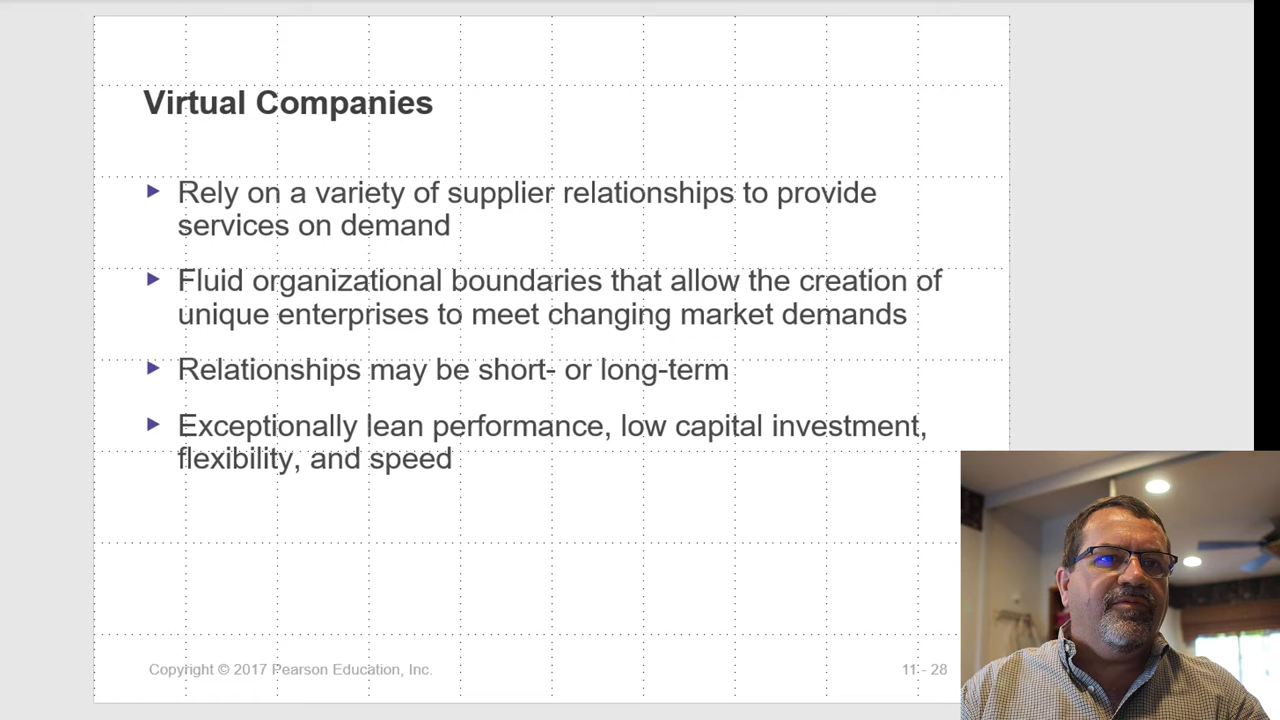 Virtual Companies
Rely on a variety of supplier relationships to provide
services on demand
Fluid organizational boundaries that allow the creation of
unique enterprises to meet changing market demands
Relationships may be short- or long-term
Exceptionally lean performance, low capital investment,
flexibility, and speed
Copyright © 2017 Pearson Education, Inc.
11 - 28